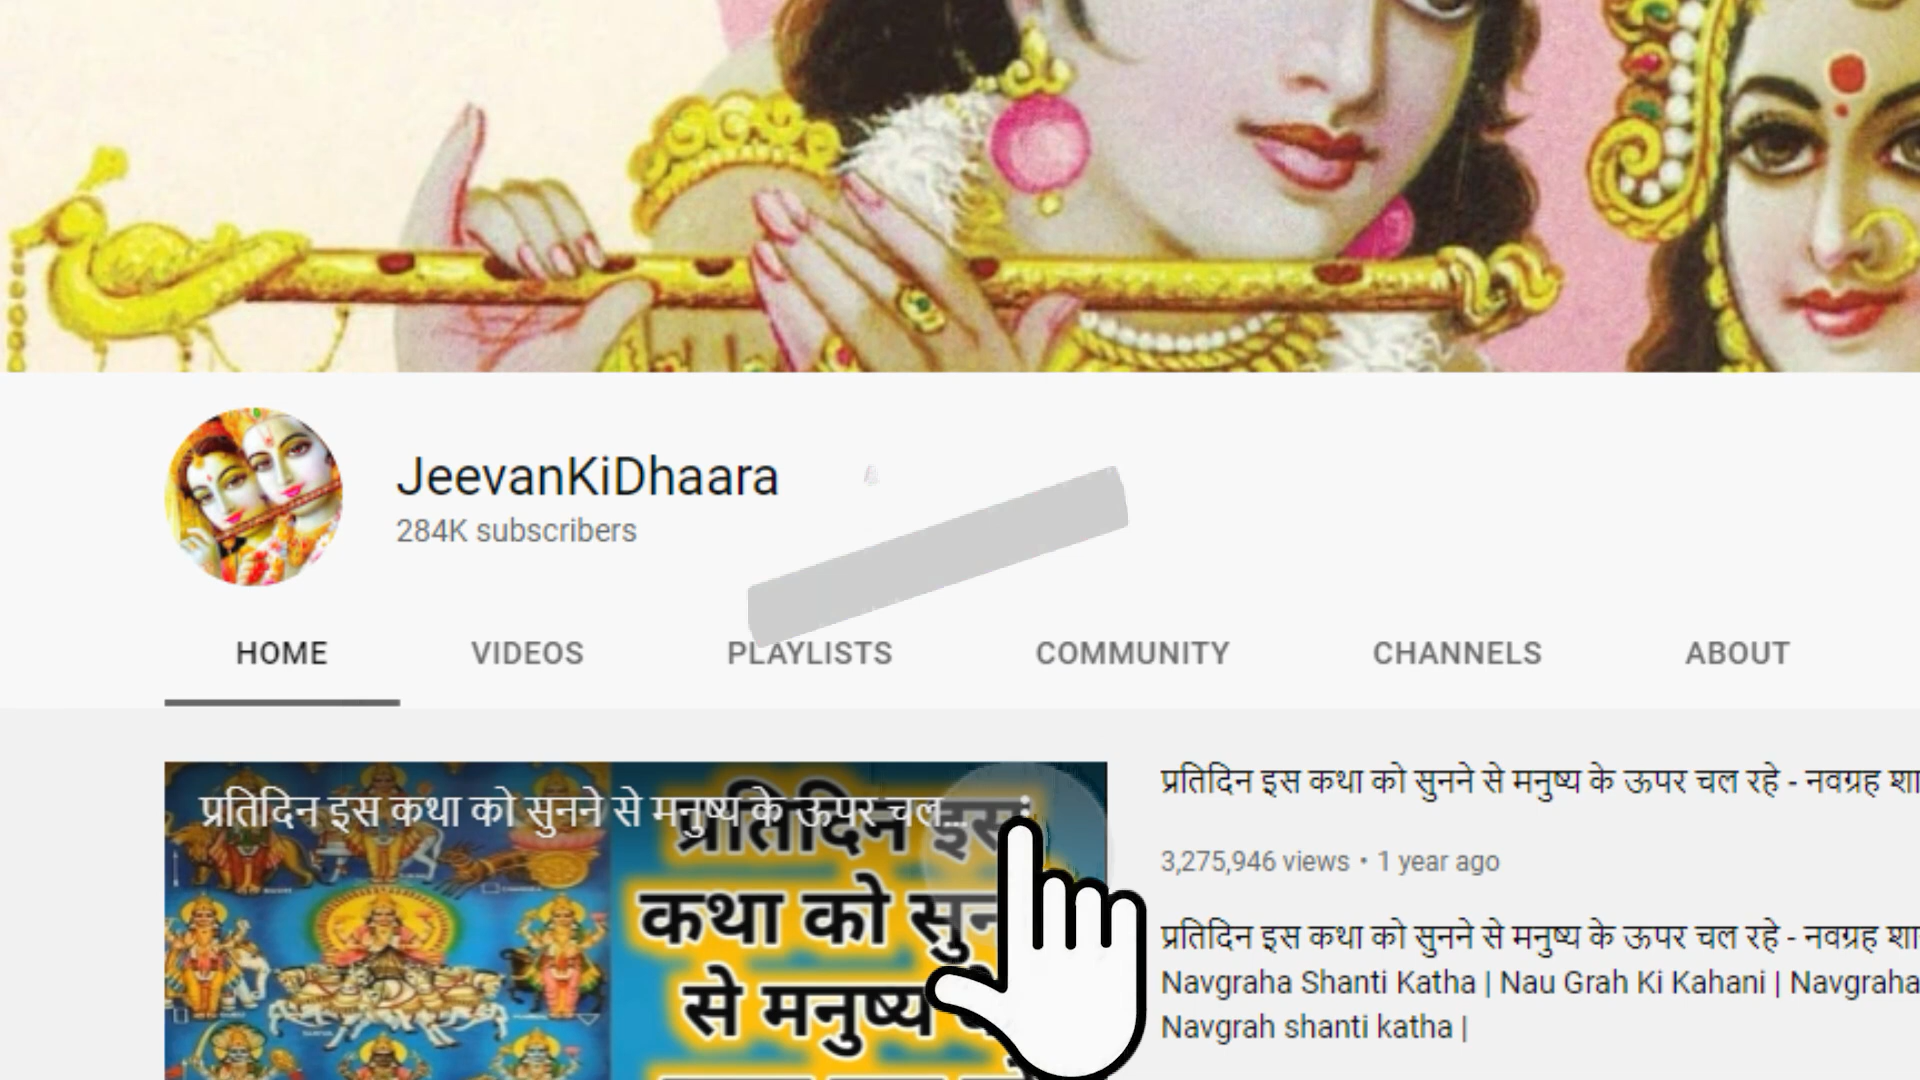 JeevanKiDhaara
284K subscribers
HOME VIDEOS PLAYLISTS COMMUNITY CHANNELS ABOUT
प्रतिदिन इस कथा को सुनने से मनुष्य के ऊपर चल...
प्रतिदिन इस
कथा को
से मनुष्य
प्रतिदिन इस कथा को सुनने से मनुष्य के ऊपर चल रहे - नवग्रह
3,275,946 views • 1 year ago
प्रतिदिन इस कथा को सुनने से मनुष्य के ऊपर चल रहे - नवग्रह
Navgraha Shanti Katha | Nau Grah Ki Kahani | Navgraha
Navgrah shanti katha |